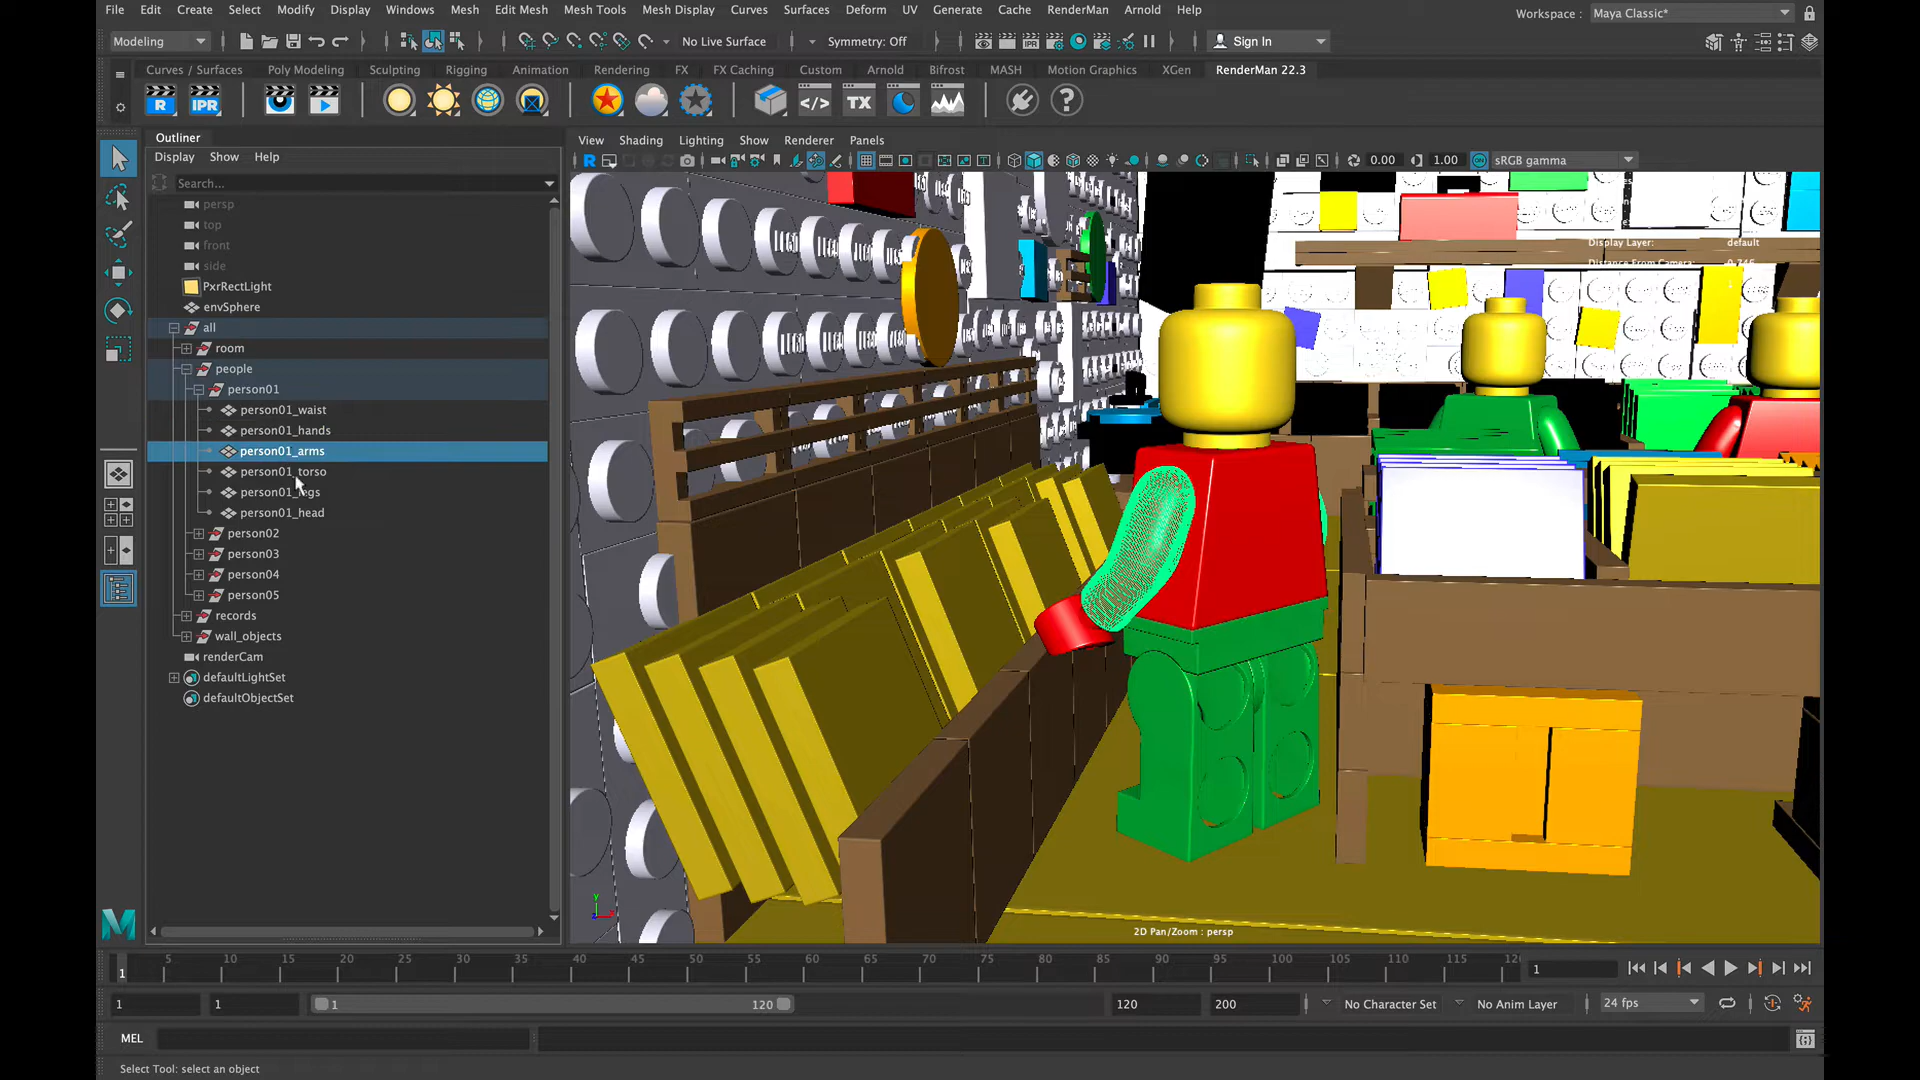 File Edit Create Select Modify Display Windows Mesh Edit Mesh Mesh Tools Mesh Display Curves Surfaces Deform UV Generate Cache RenderMan Arnold Help
Workspace : Maya Classic*
Modeling No Live Surface Symmetry: Off Sign In
Curves / Surfaces Poly Modeling Sculpting Rigging Animation Rendering FX FX Caching Custom Arnold Bifrost MASH Motion Graphics XGen RenderMan 22.3
R IPR </> TX ?
Outliner
Display Show Help
View Shading Lighting Show Renderer Panels
R 0.00 1.00 sRGB gamma
Search...
persp
top
front
side
PxrRectLight
envSphere
all
room
people
person01
person01_waist
person01_hands
person01_arms
person01_torso
person01_legs
person01_head
person02
person03
person04
person05
records
wall_objects
renderCam
defaultLightSet
defaultObjectSet
Display Layer: default
Distance From Camera: 0.746
2D Pan/Zoom : persp
1 5 10 15 20 25 30 35 40 45 50 55 60 65 70 75 80 85 90 95 100 105 110 115 120
1
1 1 1 120 120 200 No Character Set No Anim Layer 24 fps
MEL
Select Tool: select an object